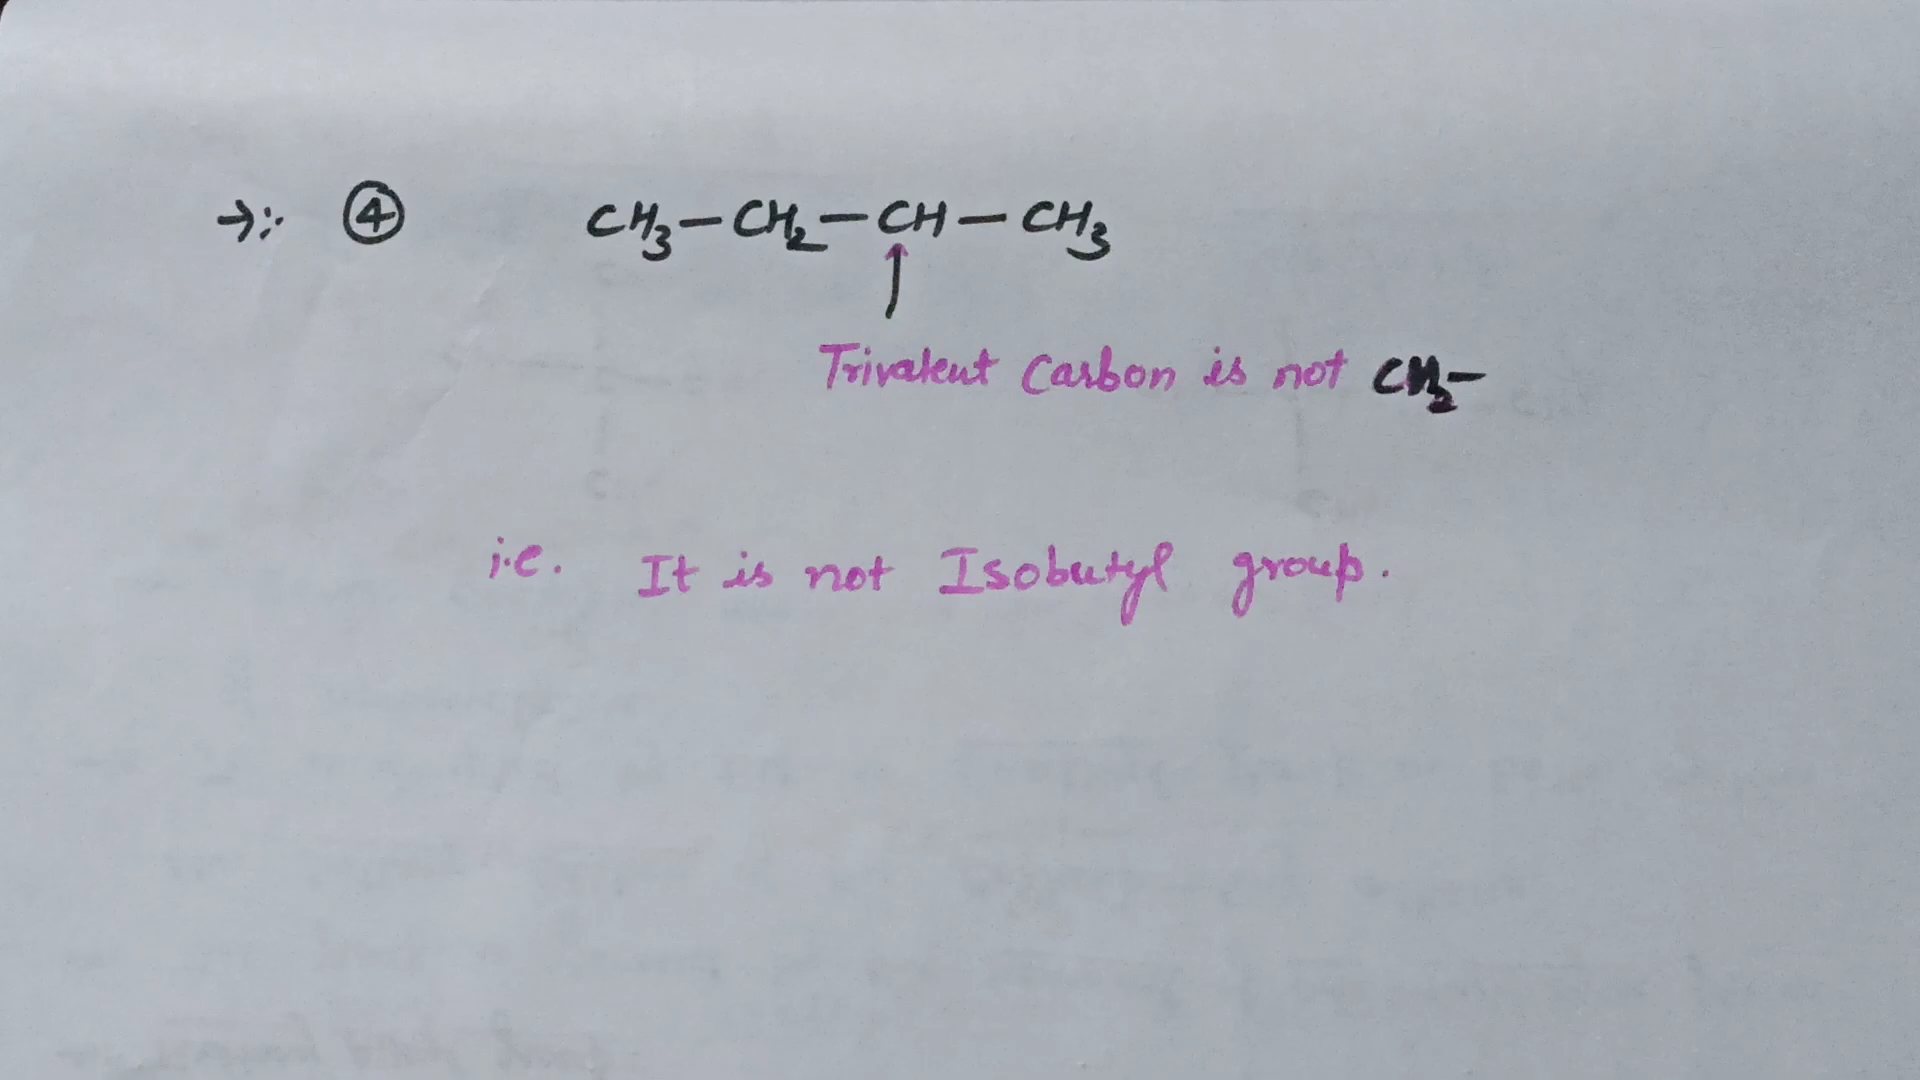 →:- ④ CH₃-CH₂-CH-CH₃
Trivalent Carbon is not CH₂-
i.e. It is not Isobutyl group.